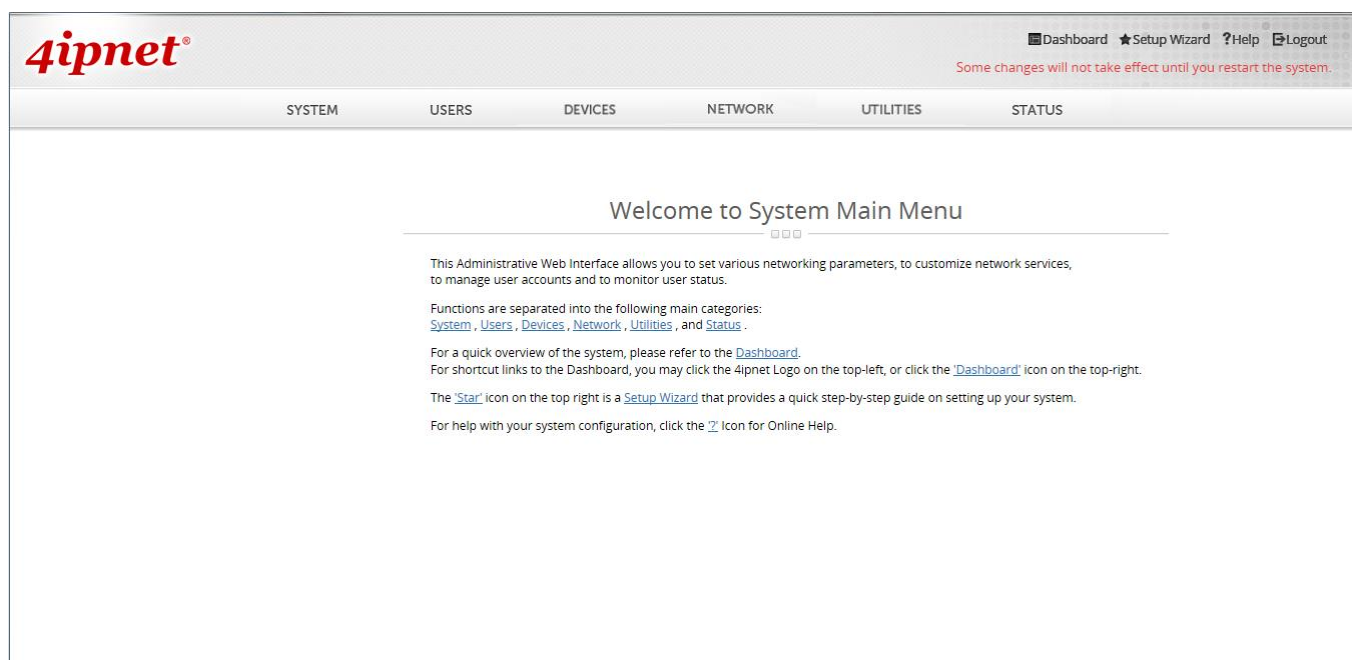 4ipnet®
Dashboard Setup Wizard ?Help Logout
Some changes will not take effect until you restart the system.
SYSTEM USERS DEVICES NETWORK UTILITIES STATUS
Welcome to System Main Menu
This Administrative Web Interface allows you to set various networking parameters, to customize network services,
to manage user accounts and to monitor user status.
Functions are separated into the following main categories:
System , Users , Devices , Network , Utilities , and Status .
For a quick overview of the system, please refer to the Dashboard.
For shortcut links to the Dashboard, you may click the 4ipnet Logo on the top-left, or click the 'Dashboard' icon on the top-right.
The 'Star' icon on the top right is a Setup Wizard that provides a quick step-by-step guide on setting up your system.
For help with your system configuration, click the '?' Icon for Online Help.